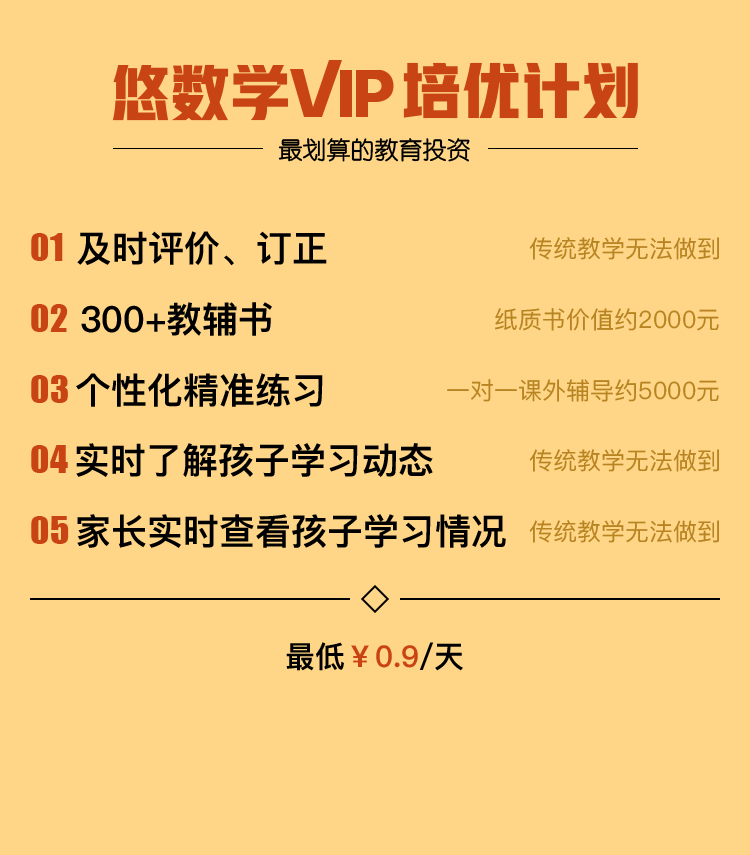 悠数学VIP培优计划
最划算的教育投资
01 及时评价、订正 传统教学无法做到
02 300+教辅书 纸质书价值约2000元
03 个性化精准练习 一对一课外辅导约5000元
04 实时了解孩子学习动态 传统教学无法做到
05 家长实时查看孩子学习情况 传统教学无法做到
最低￥0.9/天